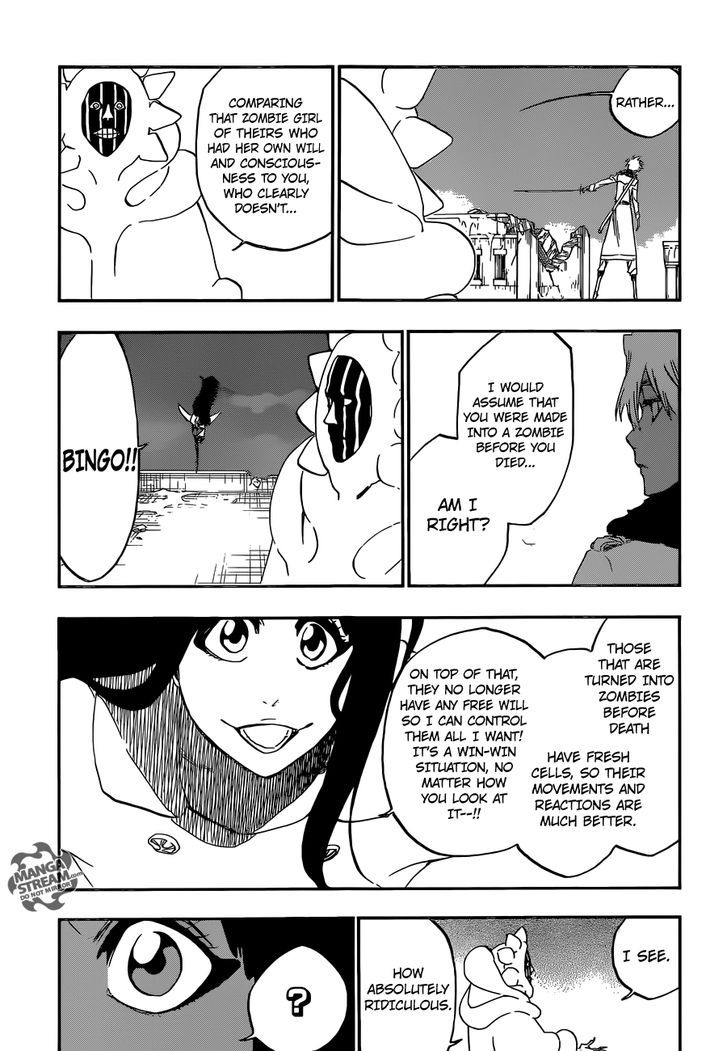 RATHER...
COMPARING
THAT ZOMBIE GIRL
OF THEIRS WHO
HAD HER OWN WILL
AND CONSCIOUS-
NESS TO YOU,
WHO CLEARLY
DOESN'T...
I WOULD
ASSUME THAT
YOU WERE MADE
INTO A ZOMBIE
BEFORE YOU
DIED...
AM I
RIGHT?
BINGO!!
THOSE
THAT ARE
TURNED INTO
ZOMBIES
BEFORE
DEATH
HAVE FRESH
CELLS, SO THEIR
MOVEMENTS AND
REACTIONS ARE
MUCH BETTER.
ON TOP OF THAT,
THEY NO LONGER
HAVE ANY FREE WILL
SO I CAN CONTROL
THEM ALL I WANT!
IT'S A WIN-WIN
SITUATION, NO
MATTER HOW
YOU LOOK AT
IT--!!
MANGA
STREAM.com
DO NOT MIRROR
I SEE.
HOW
ABSOLUTELY
RIDICULOUS.
?